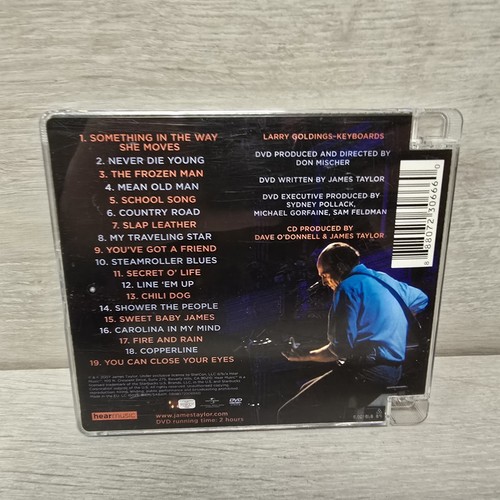 1. SOMETHING IN THE WAY
SHE MOVES
2. NEVER DIE YOUNG
3. THE FROZEN MAN
4. MEAN OLD MAN
5. SCHOOL SONG
6. COUNTRY ROAD
7. SLAP LEATHER
8. MY TRAVELING STAR
9. YOU'VE GOT A FRIEND
10. STEAMROLLER BLUES
11. SECRET O' LIFE
12. LINE 'EM UP
13. CHILI DOG
14. SHOWER THE PEOPLE
15. SWEET BABY JAMES
16. CAROLINA IN MY MIND
17. FIRE AND RAIN
18. COPPERLINE
19. YOU CAN CLOSE YOUR EYES
LARRY GOLDINGS-KEYBOARDS
DVD PRODUCED AND DIRECTED BY
DON MISCHER
DVD WRITTEN BY JAMES TAYLOR
DVD EXECUTIVE PRODUCED BY
SYDNEY POLLACK,
MICHAEL GORFAINE, SAM FELDMAN
CD PRODUCED BY
DAVE O'DONNELL & JAMES TAYLOR
8 88072 30666 0
hearmusic
www.jamestaylor.com
DVD running time: 2 hours